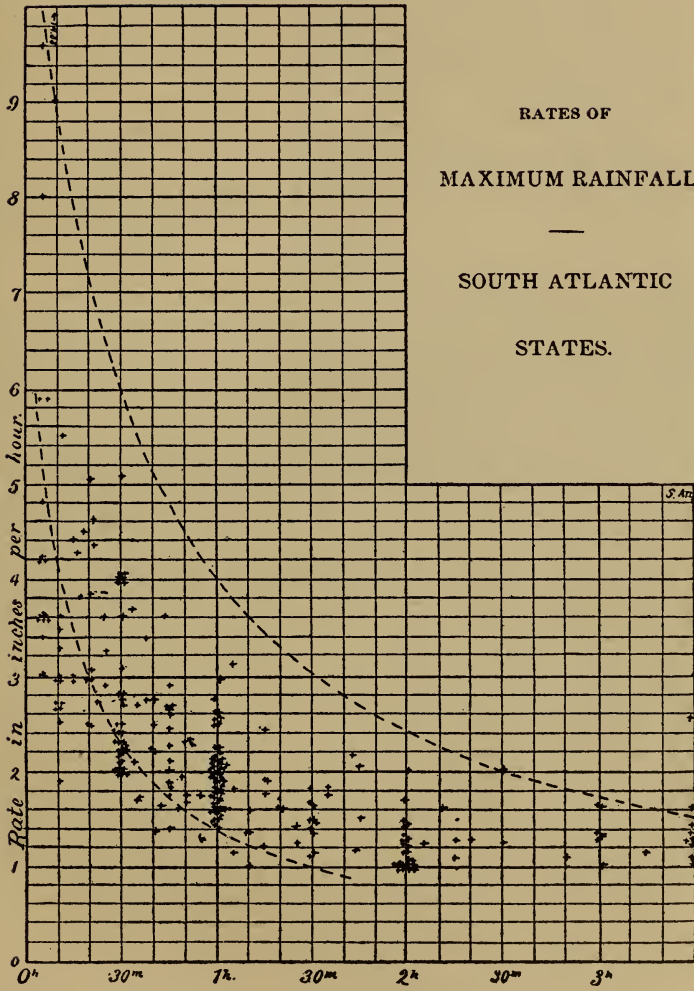 RATES OF
MAXIMUM RAINFALL
SOUTH ATLANTIC
STATES.
Rate in inches per hour.
9
8
7
6
5
4
3
2
1
0
0h 30m 1h. 30m 2h 30m 3h